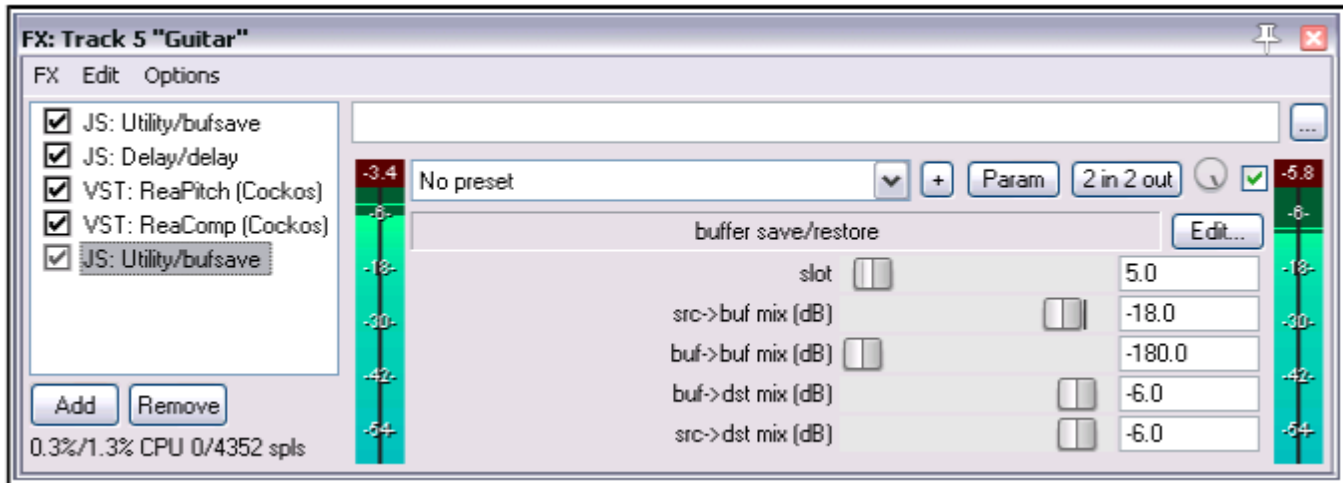 FX: Track 5 "Guitar"
FX Edit Options
JS: Utility/bufsave
JS: Delay/delay
VST: ReaPitch (Cockos)
VST: ReaComp (Cockos)
JS: Utility/bufsave
Add Remove
0.3%/1.3% CPU 0/4352 spls
...
-3.4 No preset + Param 2 in 2 out -5.8
-6- buffer save/restore Edit... -6-
-18- slot 5.0 -18-
-30- src->buf mix (dB) -18.0 -30-
buf->buf mix (dB) -180.0
-42- buf->dst mix (dB) -6.0 -42-
-54- src->dst mix (dB) -6.0 -54-